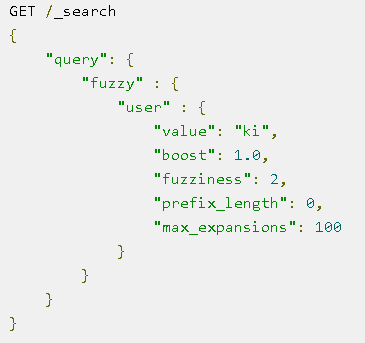 GET /_search
{
    "query": {
        "fuzzy" : {
            "user" : {
                "value": "ki",
                "boost": 1.0,
                "fuzziness": 2,
                "prefix_length": 0,
                "max_expansions": 100
            }
        }
    }
}